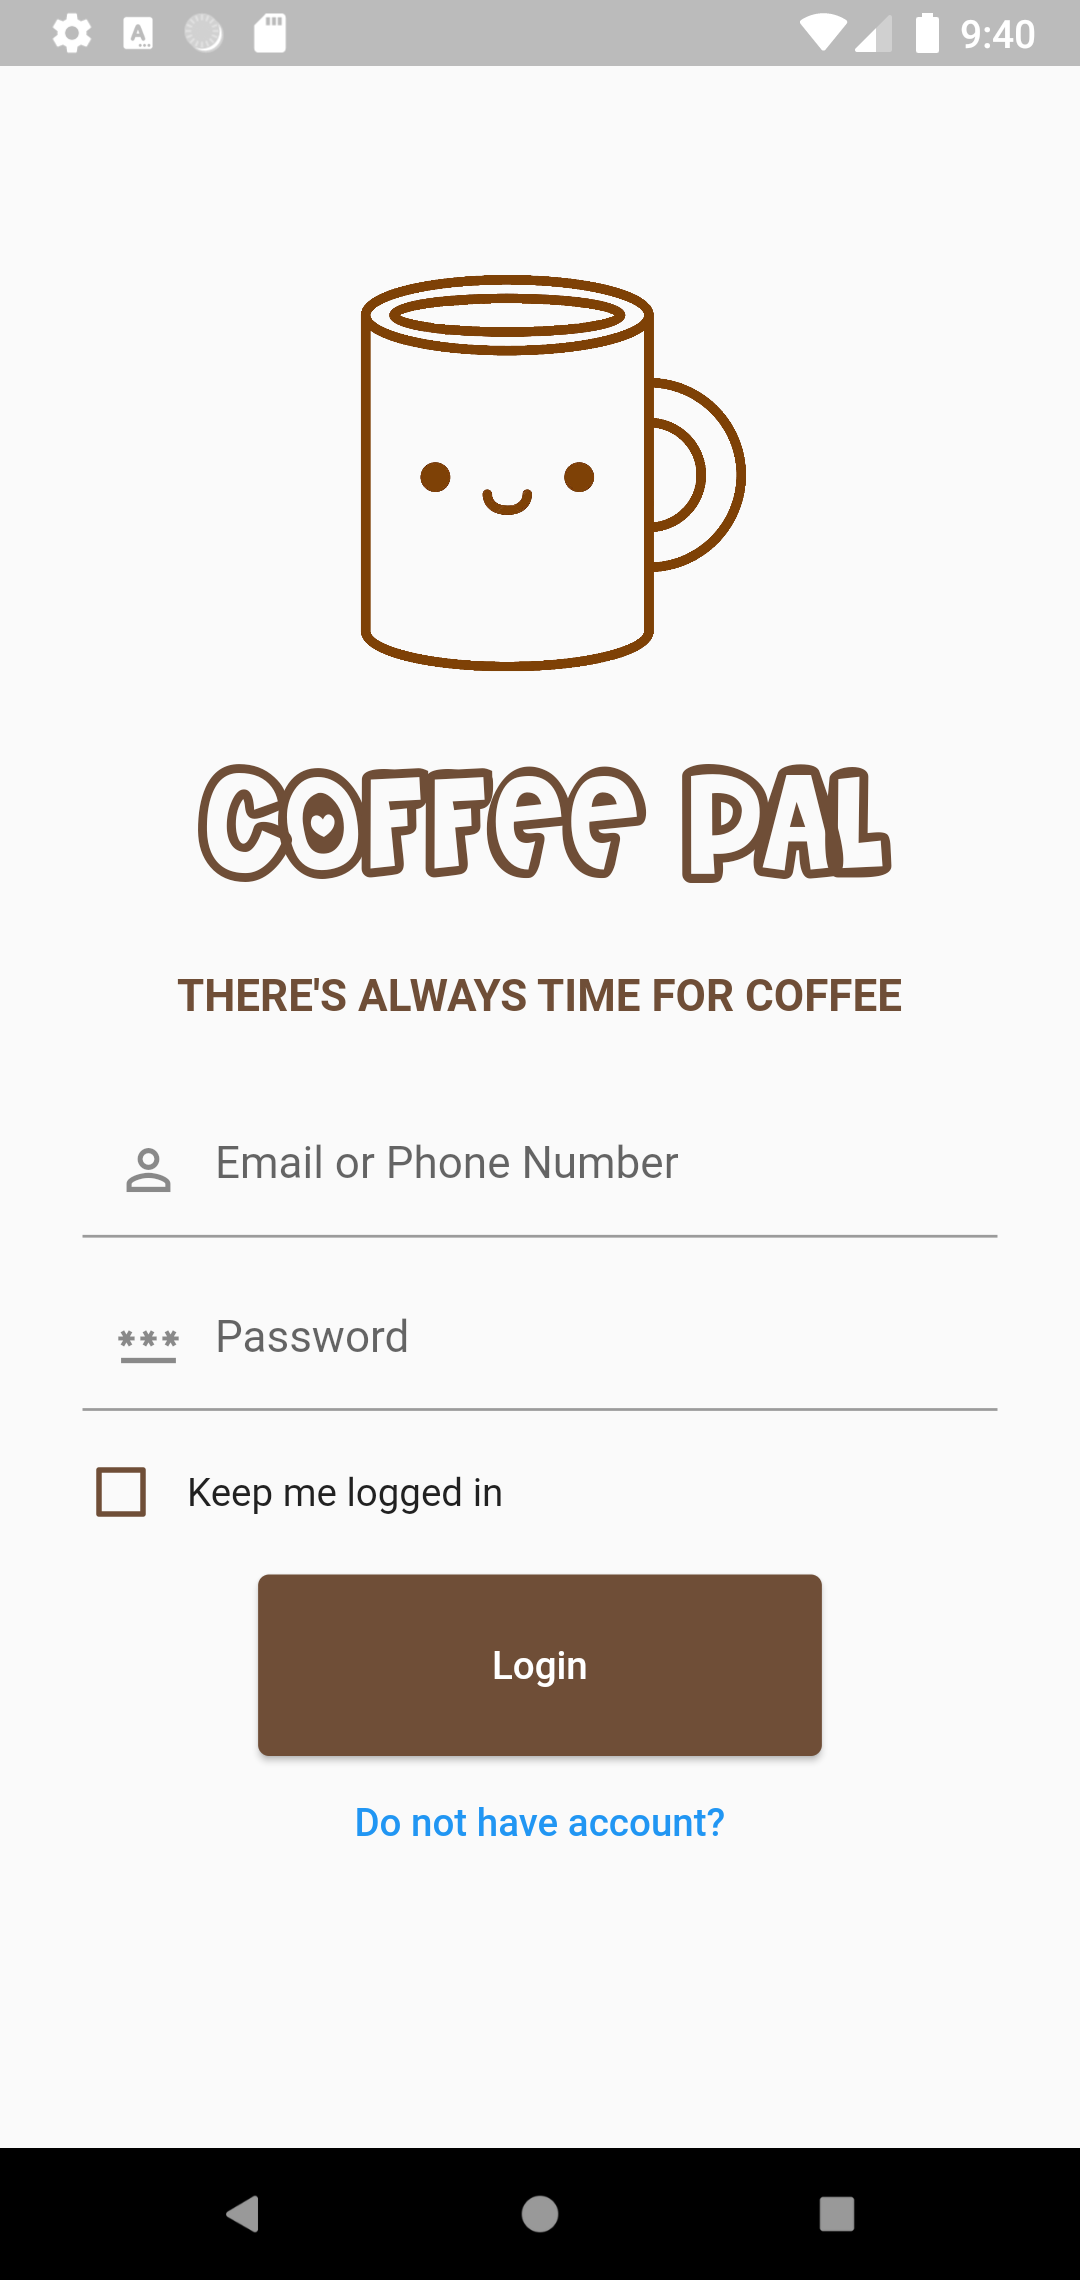 9:40
COFFee PAL
THERE'S ALWAYS TIME FOR COFFEE
Email or Phone Number
Password
Keep me logged in
Login
Do not have account?